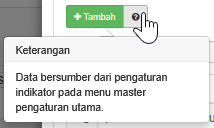 + Tambah ?
Keterangan
Data bersumber dari pengaturan
indikator pada menu master
pengaturan utama.